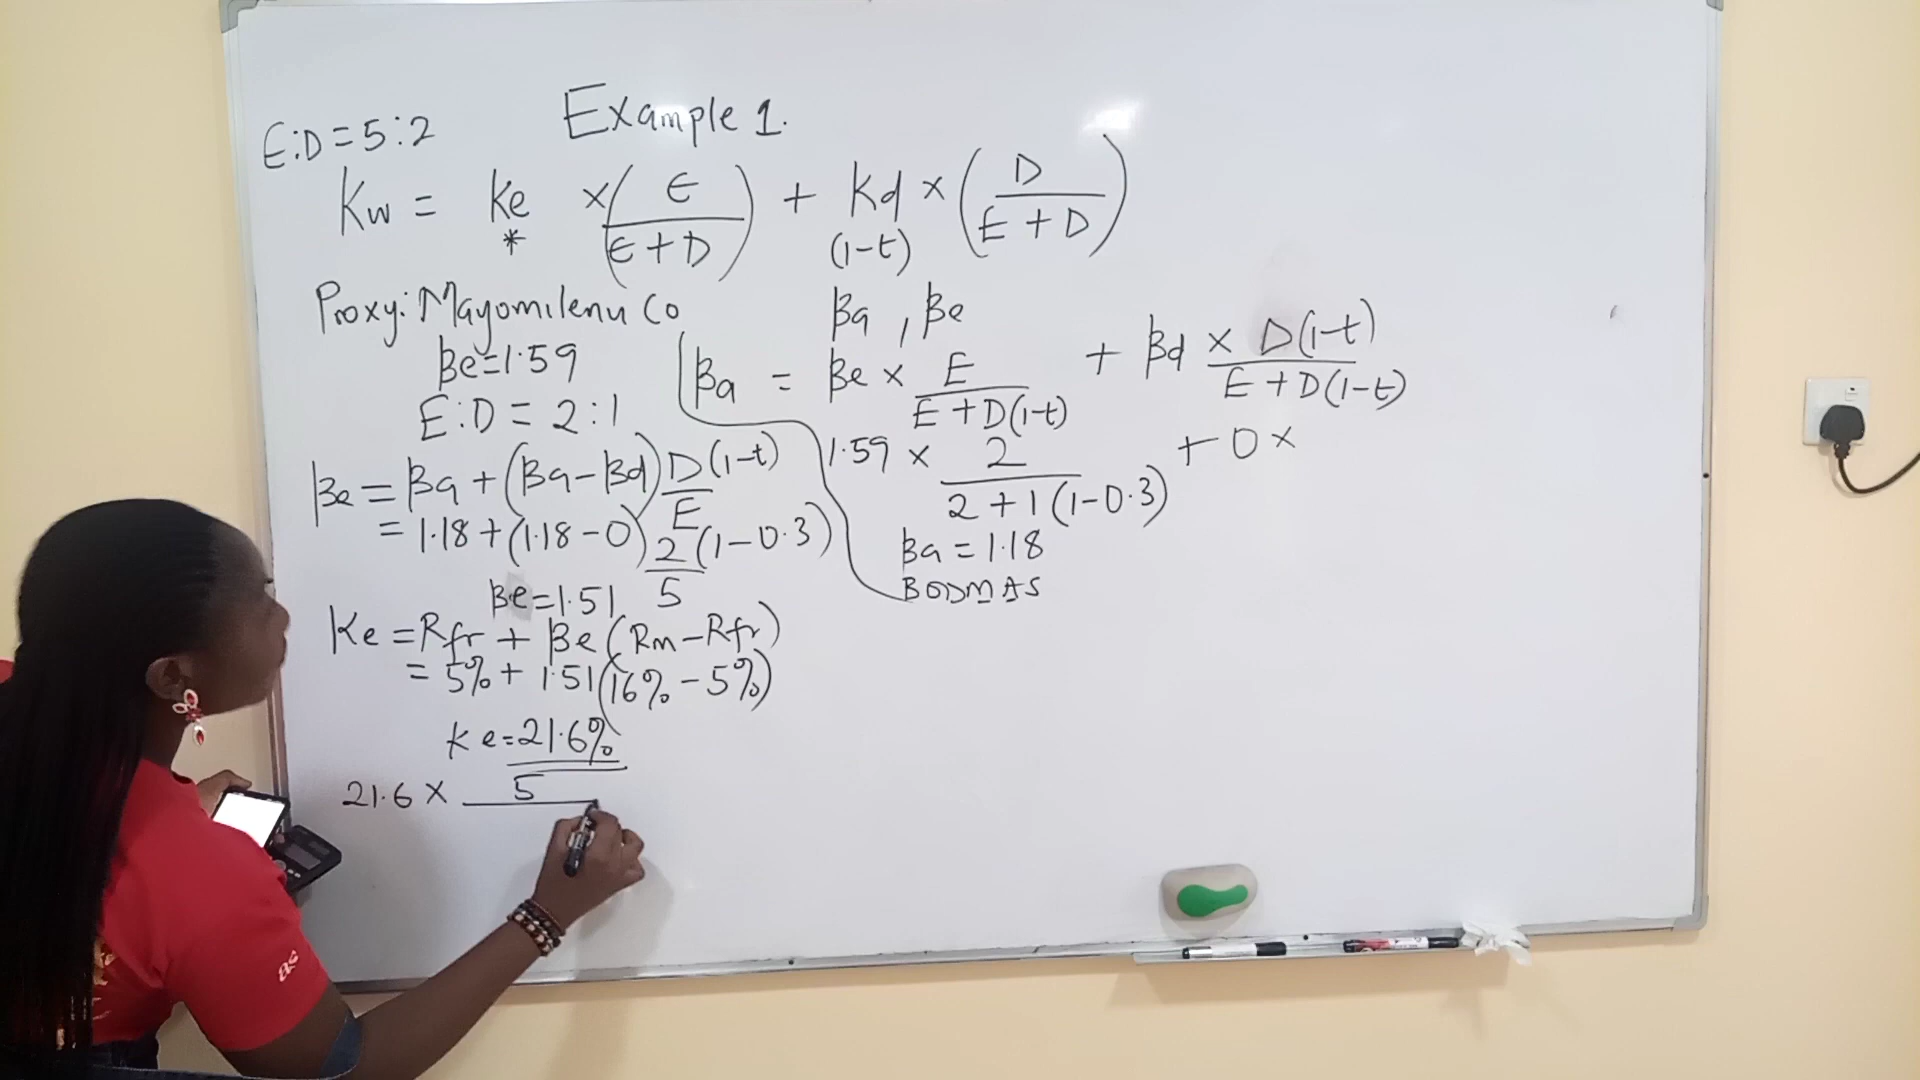 Example 1.
E:D = 5:2
Kw = Ke × (E / E + D) + Kd × (D / E + D)
* (1-t)
Proxy: Mayomilenu Co
βe = 1.59
E:D = 2:1
βe = βa + (βa - βd) D(1-t) / E
= 1.18 + (1.18 - 0) 2(1 - 0.3) / 5
βe = 1.51
Ke = Rfr + βe (Rm - Rfr)
= 5% + 1.51 (16% - 5%)
Ke = 21.6%
21.6 × 5
βa , βe
βa = βe × E / E + D(1-t) + βd × D(1-t) / E + D(1-t)
1.59 × 2 / 2 + 1 (1 - 0.3) + 0 ×
βa = 1.18
BODMAS